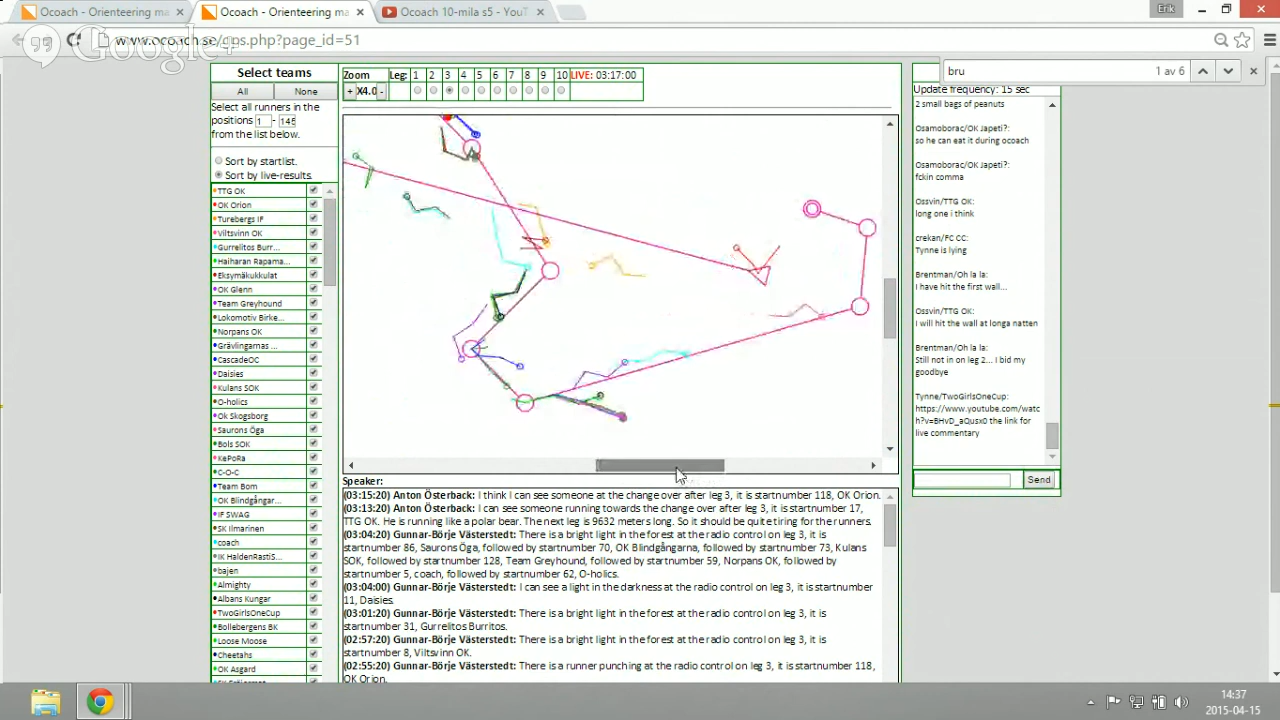 Ocoach - Orienteering ma
Ocoach - Orienteering ma
Ocoach 10-mila s5 - YouT
Erik
www.ocoach.se/gps.php?page_id=51
Google+
bru
1 av 6
Select teams
All
None
Select all runners in the
positions 1 - 145
from the list below.
Sort by startlist.
Sort by live-results.
TTG OK
OK Orion
Turebergs IF
Viltsvinn OK
Gurrelitos Burr...
Haiharan Rapama...
Eksymäkukkulat
OK Glenn
Team Greyhound
Lokomotiv Birke...
Norpans OK
Grävlingarnas ...
CascadeOC
Daisies
Kulans SOK
O-holics
Ok Skogsborg
Saurons Öga
Bols SOK
KePoRa
C-O-C
Team Bom
OK Blindgångar...
IF SWAG
SK Ilmarinen
coach
IK HaldenRastiS...
bajen
Almighty
Albans Kungar
TwoGirlsOneCup
Bollebergens BK
Loose Moose
Cheetahs
OK Asgard
Zoom
Leg:
1 2 3 4 5 6 7 8 9 10
LIVE: 03:17:00
+ X4.0 -
Speaker:
(03:15:20) Anton Österback: I think I can see someone at the change over after leg 3, it is startnumber 118, OK Orion.
(03:13:20) Anton Österback: I can see someone running towards the change over after leg 3, it is startnumber 17,
TTG OK. He is running like a polar bear. The next leg is 9632 meters long. So it should be quite tiring for the runners.
(03:04:20) Gunnar-Börje Västerstedt: There is a bright light in the forest at the radio control on leg 3, it is
startnumber 86, Saurons Öga, followed by startnumber 70, OK Blindgångarna, followed by startnumber 73, Kulans
SOK, followed by startnumber 128, Team Greyhound, followed by startnumber 59, Norpans OK, followed by
startnumber 5, coach, followed by startnumber 62, O-holics.
(03:04:00) Gunnar-Börje Västerstedt: I can see a light in the darkness at the radio control on leg 3, it is startnumber
11, Daisies.
(03:01:20) Gunnar-Börje Västerstedt: There is a bright light in the forest at the radio control on leg 3, it is
startnumber 31, Gurrelitos Burritos.
(02:57:20) Gunnar-Börje Västerstedt: There is a bright light in the forest at the radio control on leg 3, it is
startnumber 8, Viltsvinn OK.
(02:55:20) Gunnar-Börje Västerstedt: There is a runner punching at the radio control on leg 3, it is startnumber 118,
OK Orion.
Update frequency: 15 sec
2 small bags of peanuts
Osamoborac/OK Japeti?:
so he can eat it during ocoach
Osamoborac/OK Japeti?:
fckin comma
Ossvin/TTG OK:
long one i think
crekan/FC CC:
Tynne is lying
Brentman/Oh la la:
I have hit the first wall...
Ossvin/TTG OK:
I will hit the wall at longa natten
Brentman/Oh la la:
Still not in on leg 2... I bid my
goodbye
Tynne/TwoGirlsOneCup:
https://www.youtube.com/watc
h?v=BHvD_aQusx0 the link for
live commentary
Send
14:37
2015-04-15